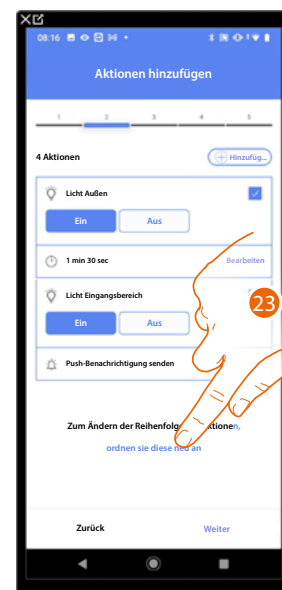 08:16
Aktionen hinzufügen
1 2 3 4 5
4 Aktionen
Hinzufüg...
Licht Außen
Ein Aus
1 min 30 sec Bearbeiten
Licht Eingangsbereich
23
Ein Aus
Push-Benachrichtigung senden
Zum Ändern der
ordnen sie diese neu an
Zurück Weiter